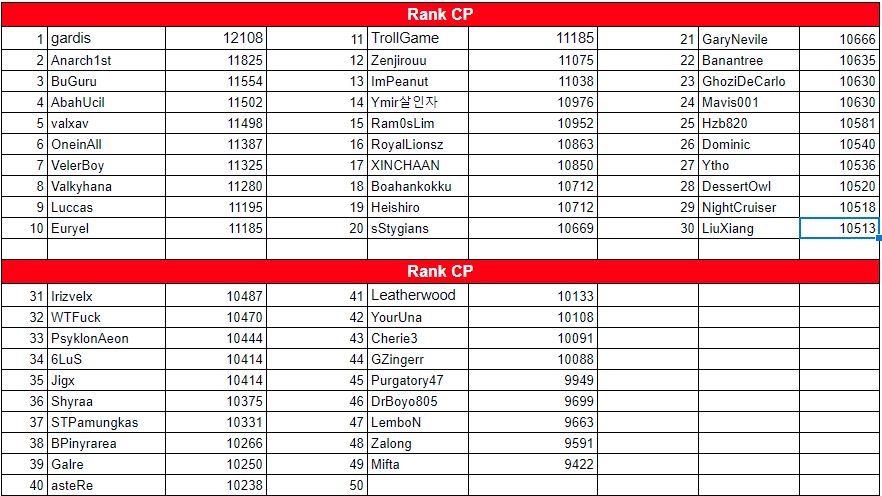 Rank CP
1 gardis 12108 11 TrollGame 11185 21 GaryNevile 10666
2 Anarch1st 11825 12 Zenjirouu 11075 22 Banantree 10635
3 BuGuru 11554 13 ImPeanut 11038 23 GhoziDeCarlo 10630
4 AbahUcil 11502 14 Ymir살인자 10976 24 Mavis001 10630
5 valxav 11498 15 Ram0sLim 10952 25 Hzb820 10581
6 OneinAll 11387 16 RoyalLionsz 10863 26 Dominic 10540
7 VelerBoy 11325 17 XINCHAAN 10850 27 Ytho 10536
8 Valkyhana 11280 18 Boahankokku 10712 28 DessertOwl 10520
9 Luccas 11195 19 Heishiro 10712 29 NightCruiser 10518
10 Euryel 11185 20 sStygians 10669 30 LiuXiang 10513
Rank CP
31 Irizvelx 10487 41 Leatherwood 10133
32 WTFuck 10470 42 YourUna 10108
33 PsyklonAeon 10444 43 Cherie3 10091
34 6LuS 10414 44 GZingerr 10088
35 Jigx 10414 45 Purgatory47 9949
36 Shyraa 10375 46 DrBoyo805 9699
37 STPamungkas 10331 47 LemboN 9663
38 BPinyrarea 10266 48 Zalong 9591
39 Galre 10250 49 Mifta 9422
40 asteRe 10238 50